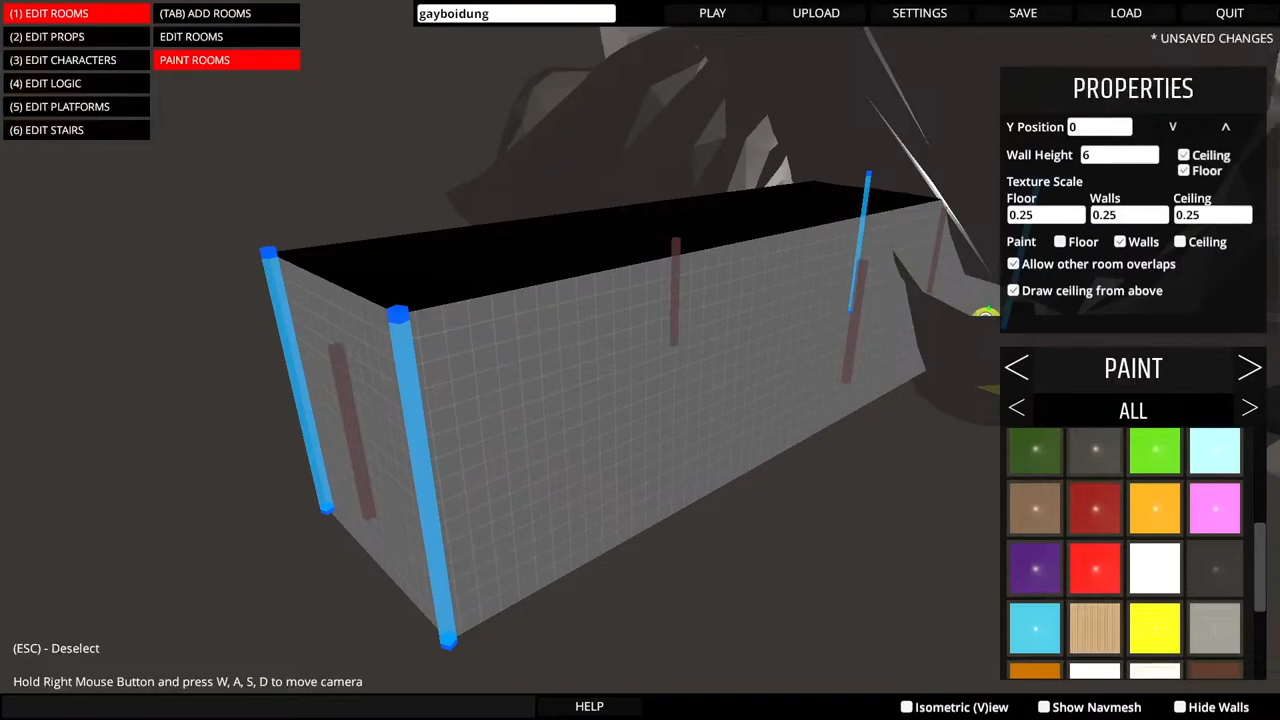 (1) EDIT ROOMS
(2) EDIT PROPS
(3) EDIT CHARACTERS
(4) EDIT LOGIC
(5) EDIT PLATFORMS
(6) EDIT STAIRS
(TAB) ADD ROOMS
EDIT ROOMS
PAINT ROOMS
gayboidung
PLAY
UPLOAD
SETTINGS
SAVE
LOAD
QUIT
* UNSAVED CHANGES
PROPERTIES
Y Position 0 V ʌ
Wall Height 6 Ceiling
Floor
Texture Scale
Floor Walls Ceiling
0.25 0.25 0.25
Paint Floor Walls Ceiling
Allow other room overlaps
Draw ceiling from above
< PAINT >
< ALL >
(ESC) - Deselect
Hold Right Mouse Button and press W, A, S, D to move camera
HELP
Isometric (V)iew
Show Navmesh
Hide Walls